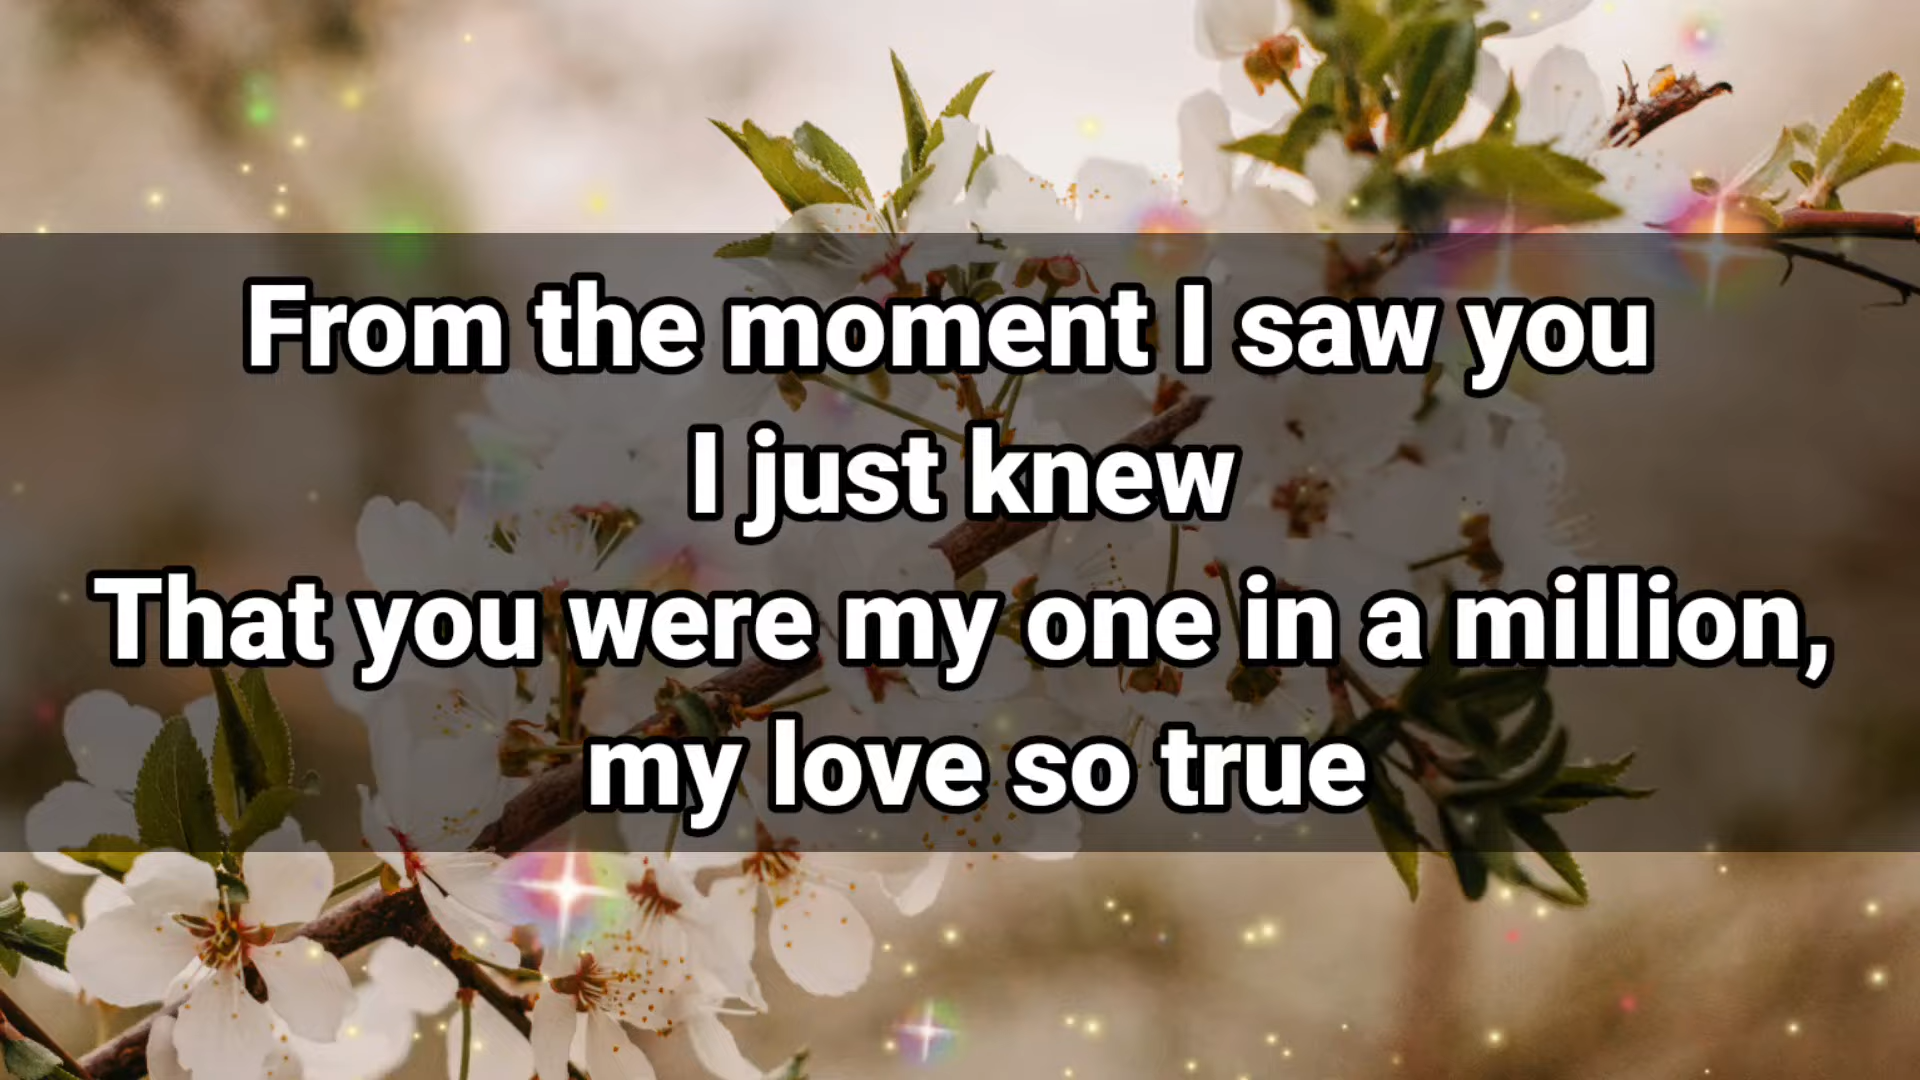 From the moment I saw you
I just knew
That you were my one in a million,
my love so true